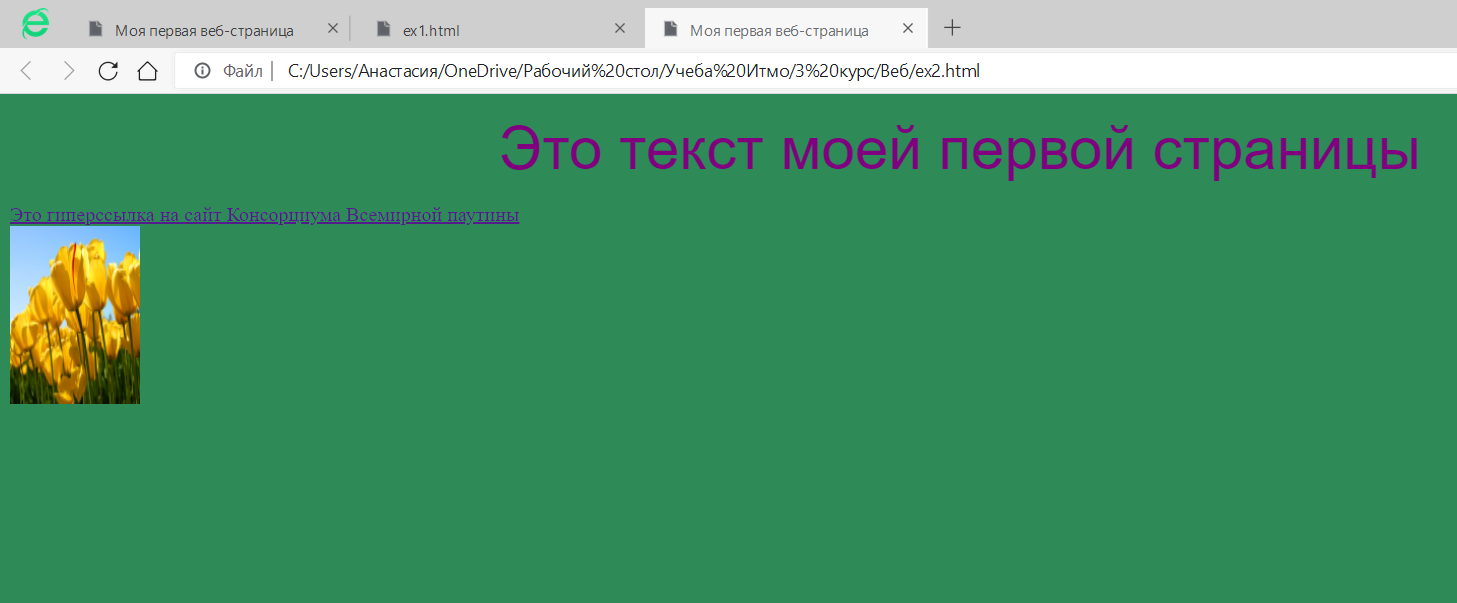 Моя первая веб-страница
ex1.html
Моя первая веб-страница
Файл
C:/Users/Анастасия/OneDrive/Рабочий%20стол/Учеба%20Итмо/3%20курс/Веб/ex2.html
Это текст моей первой страницы
Это гиперссылка на сайт Консорциума Всемирной паутины